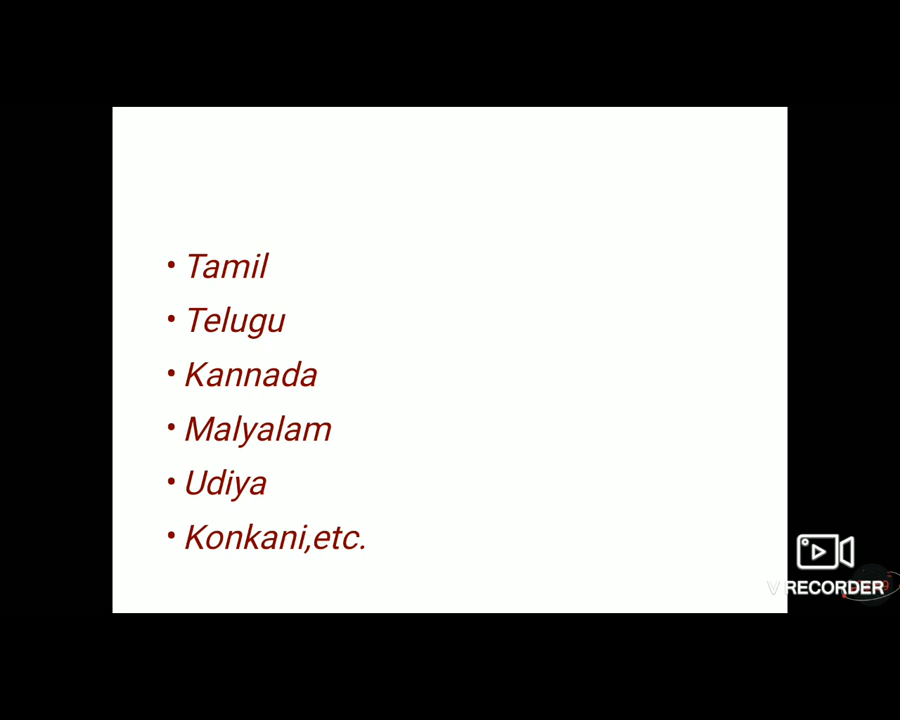 • Tamil
• Telugu
• Kannada
• Malyalam
• Udiya
• Konkani,etc.
V RECORDER